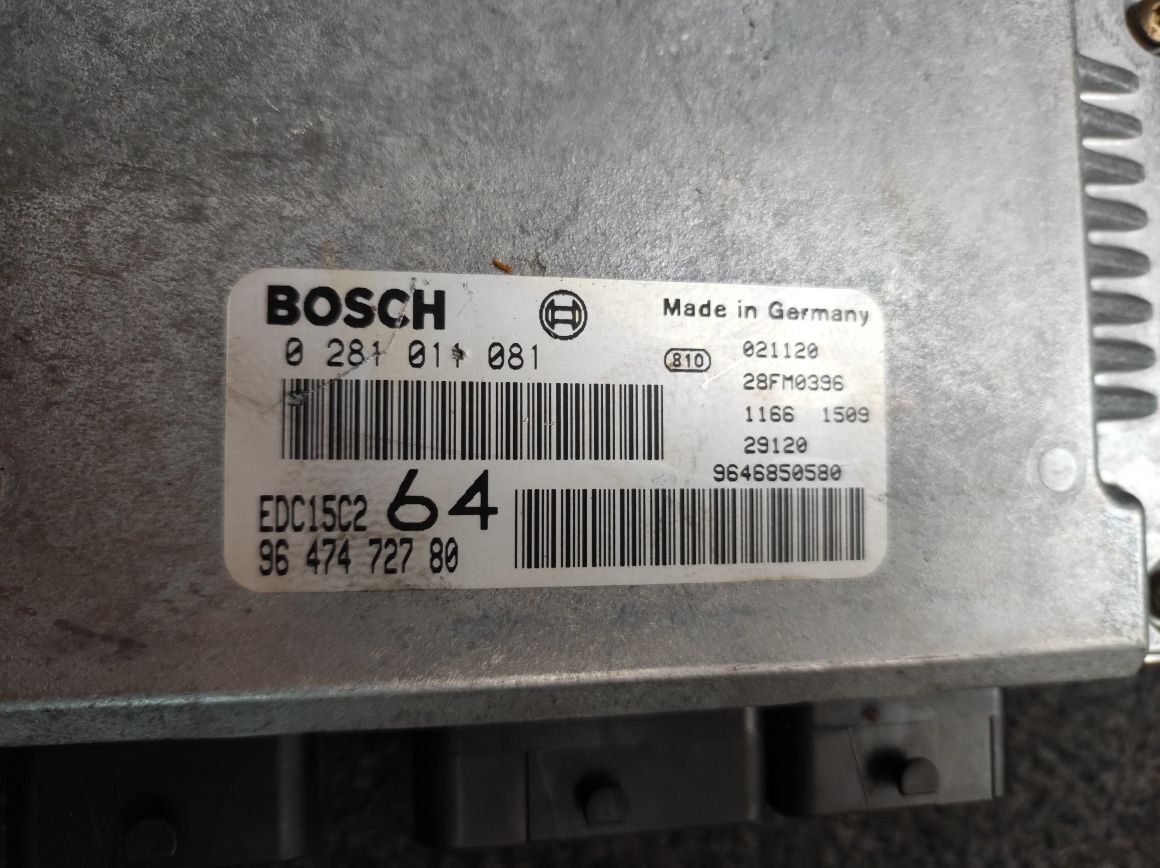 BOSCH
0 281 011 081
EDC15C2 64
96 474 727 80
Made in Germany
810 021120
28FM0396
1166 1509
29120
9646850580